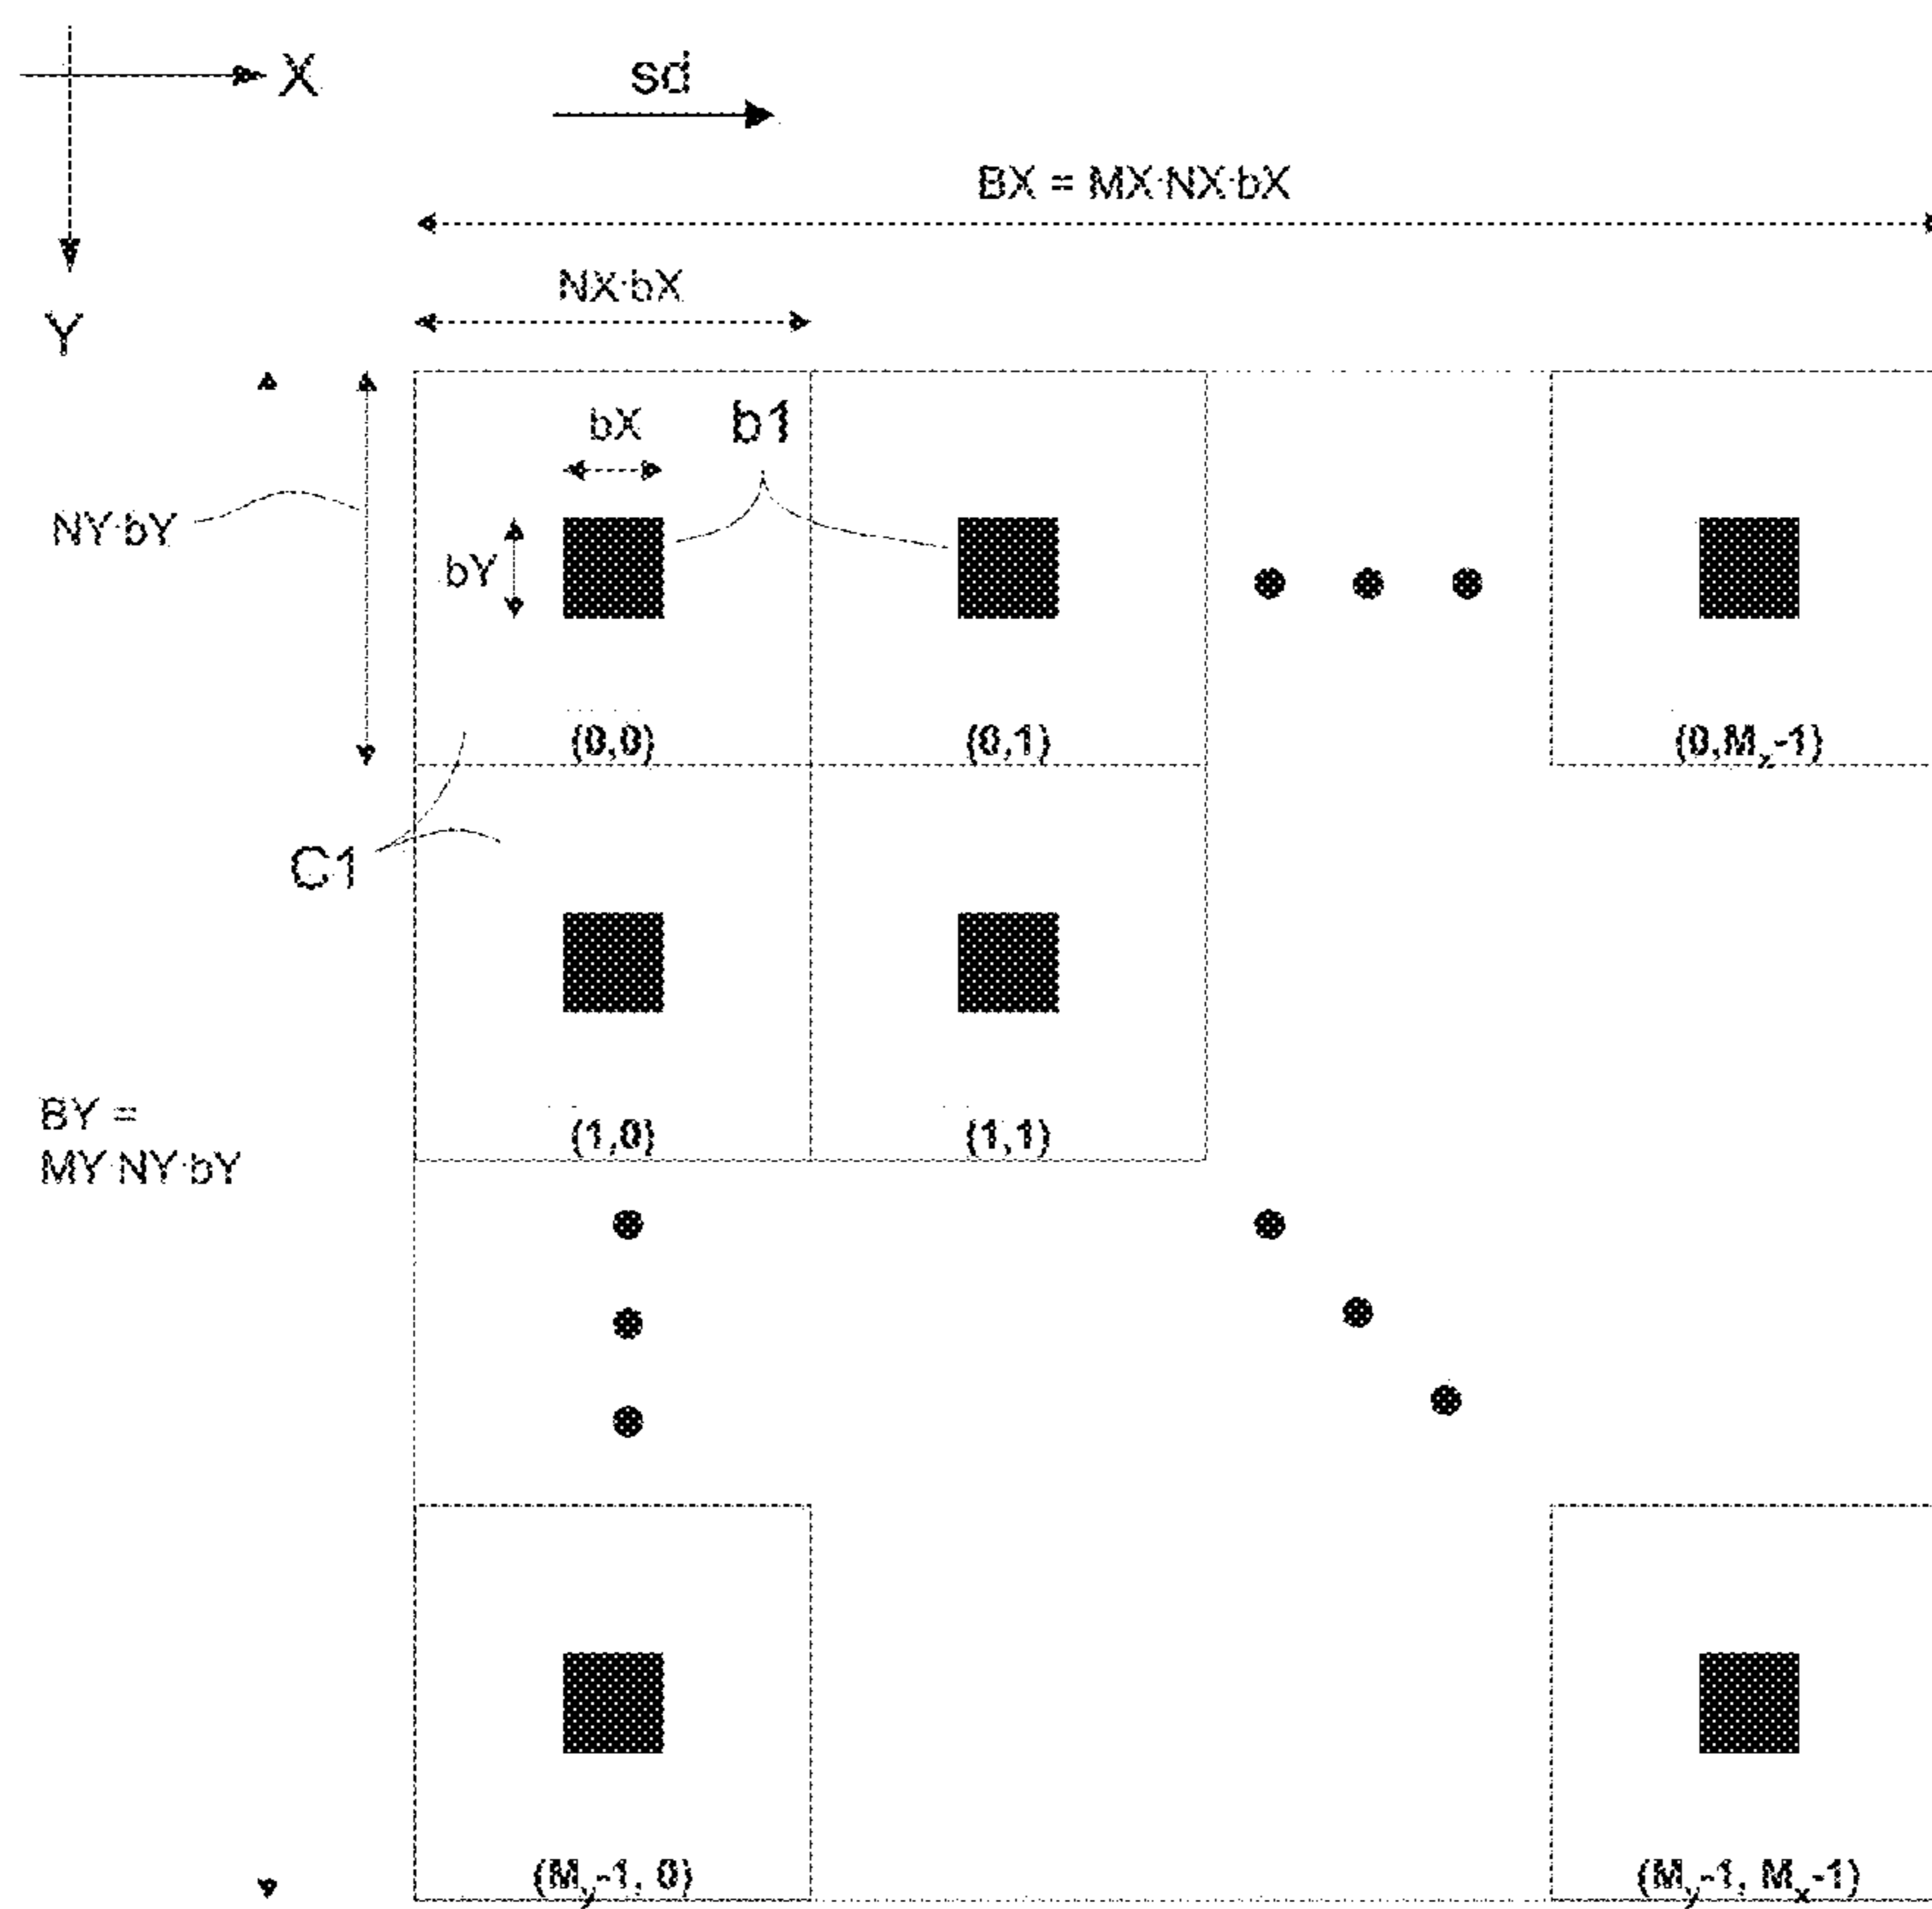 X
sd
BX = MX·NX·bX
NX·bX
Y
bX
b1
NY·bY
bY
(0,0)
(0,1)
(0,Mx-1)
C1
(1,0)
(1,1)
BY =
MY·NY·bY
(My-1, 0)
(My-1, Mx-1)